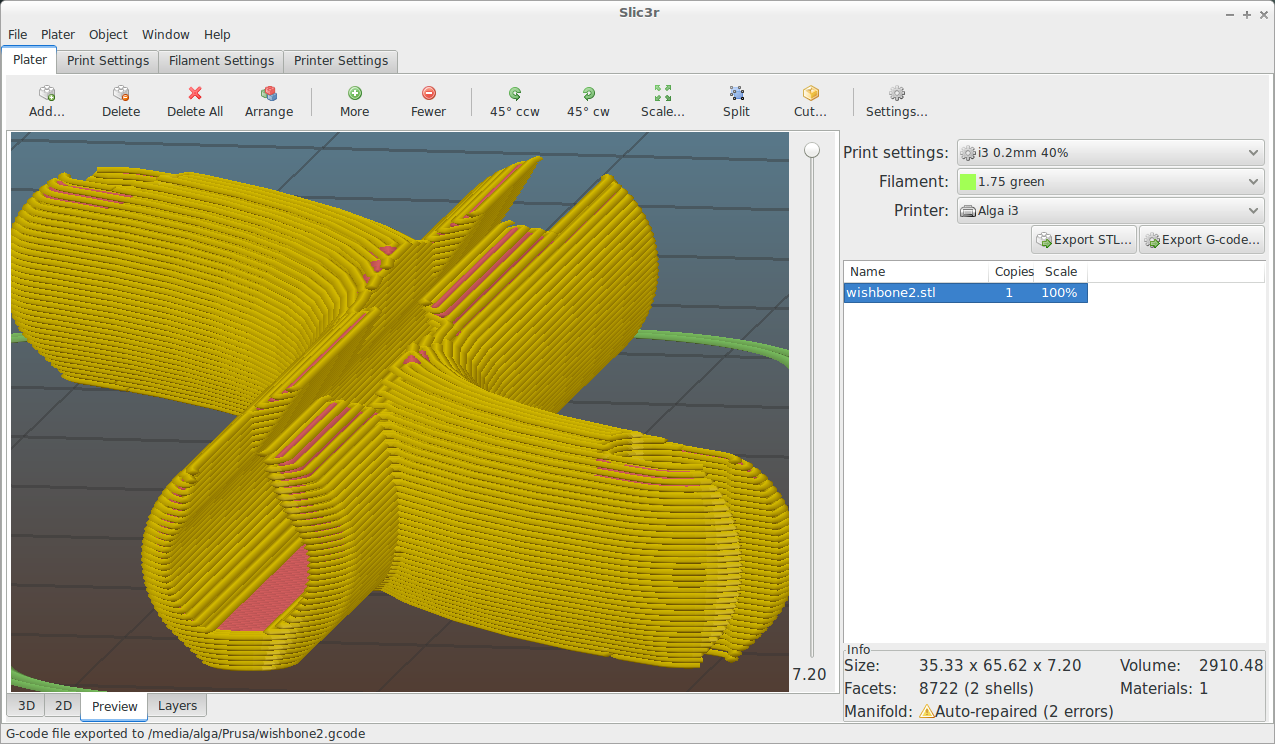 Slic3r
File Plater Object Window Help
Plater Print Settings Filament Settings Printer Settings
Add... Delete Delete All Arrange More Fewer 45° ccw 45° cw Scale... Split Cut... Settings...
Print settings: i3 0.2mm 40%
Filament: 1.75 green
Printer: Alga i3
Export STL... Export G-code...
Name Copies Scale
wishbone2.stl 1 100%
7.20
Info
Size: 35.33 x 65.62 x 7.20 Volume: 2910.48
Facets: 8722 (2 shells) Materials: 1
Manifold: Auto-repaired (2 errors)
3D 2D Preview Layers
G-code file exported to /media/alga/Prusa/wishbone2.gcode